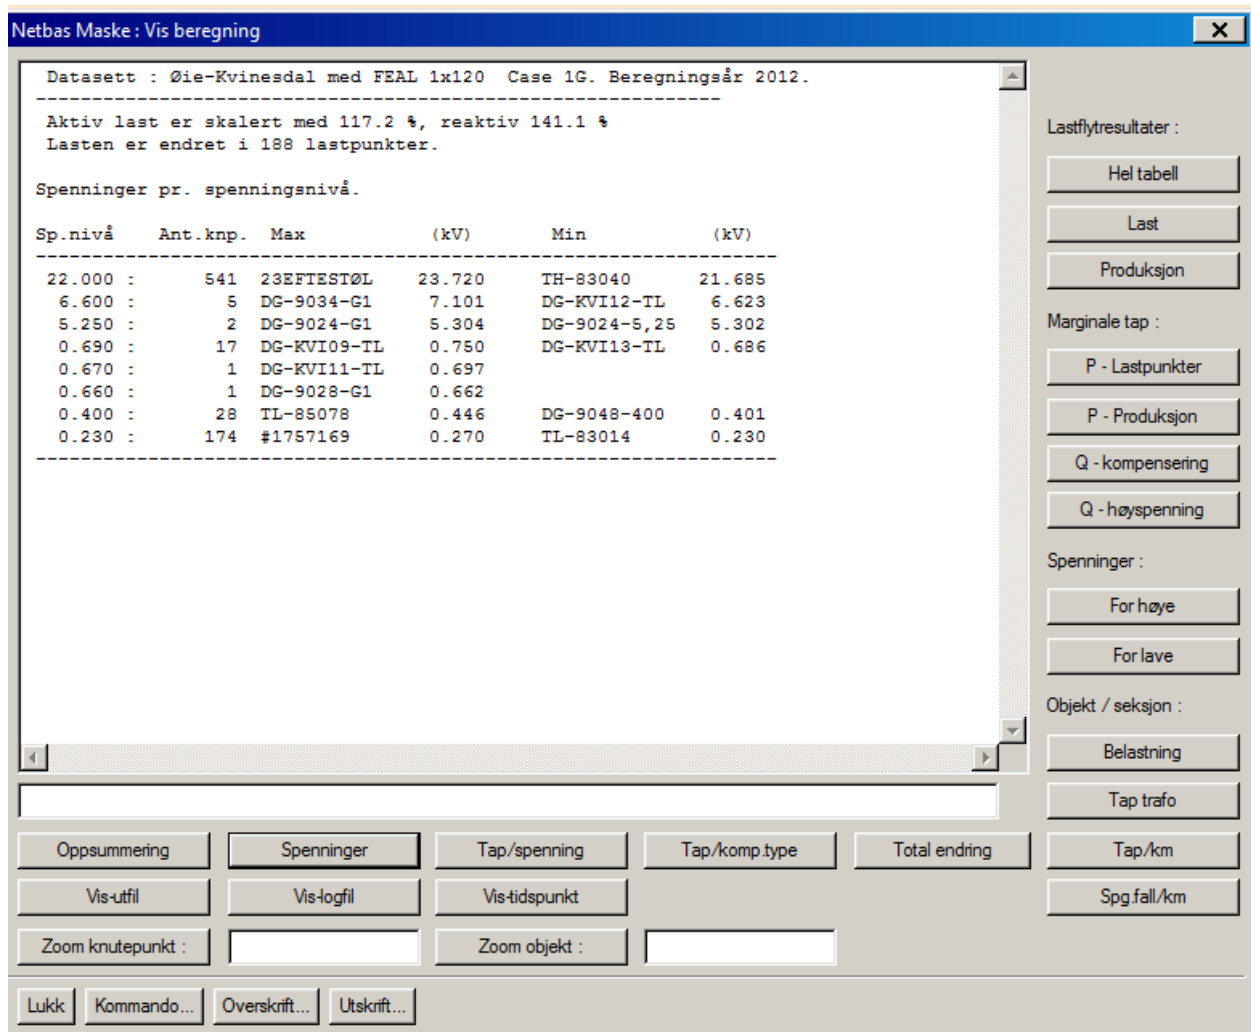 Netbas Maske : Vis beregning
Datasett : Øie-Kvinesdal med FEAL 1x120  Case 1G. Beregningsår 2012.
------------------------------------------------------------------
Aktiv last er skalert med 117.2 %, reaktiv 141.1 %
Lasten er endret i 188 lastpunkter.
Spenninger pr. spenningsnivå.
Sp.nivå    Ant.knp.  Max            (kV)       Min            (kV)
-----------------------------------------------------------------------
22.000 :      541  23EFTESTØL    23.720     TH-83040      21.685
6.600 :        5  DG-9034-G1     7.101     DG-KVI12-TL    6.623
5.250 :        2  DG-9024-G1     5.304     DG-9024-5,25   5.302
0.690 :       17  DG-KVI09-TL    0.750     DG-KVI13-TL    0.686
0.670 :        1  DG-KVI11-TL    0.697
0.660 :        1  DG-9028-G1     0.662
0.400 :       28  TL-85078       0.446     DG-9048-400    0.401
0.230 :      174  #1757169       0.270     TL-83014       0.230
-----------------------------------------------------------------------
Lastflytresultater :
Hel tabell
Last
Produksjon
Marginale tap :
P - Lastpunkter
P - Produksjon
Q - kompensering
Q - høyspenning
Spenninger :
For høye
For lave
Objekt / seksjon :
Belastning
Tap trafo
Oppsummering Spenninger Tap/spenning Tap/komp.type Total endring Tap/km
Vis-utfil Vis-logfil Vis-tidspunkt Spg.fall/km
Zoom knutepunkt : Zoom objekt :
Lukk Kommando... Overskrift... Utskrift...